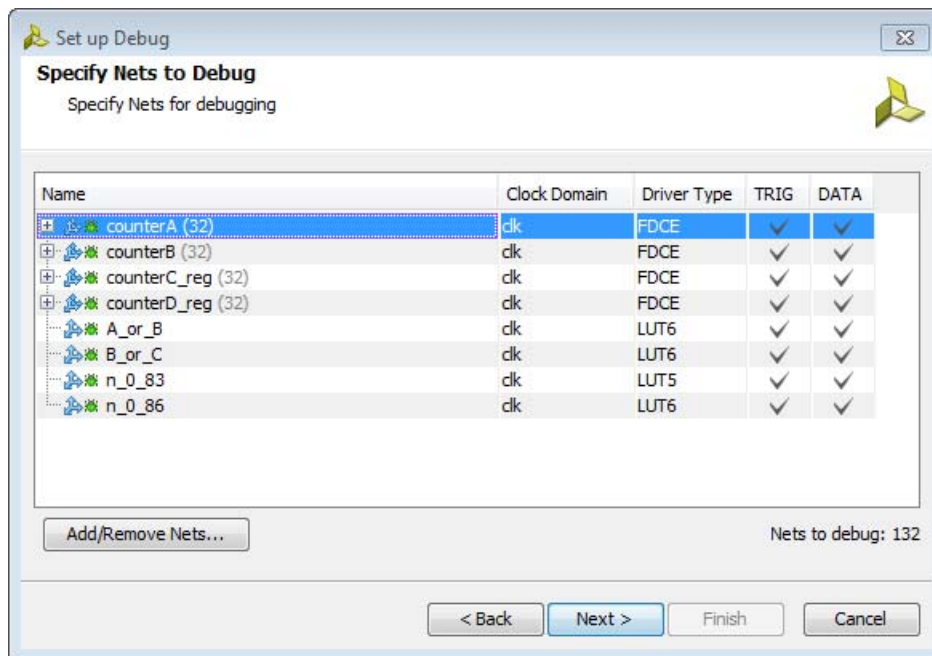 Set up Debug
Specify Nets to Debug
Specify Nets for debugging
Name Clock Domain Driver Type TRIG DATA
counterA (32) clk FDCE
counterB (32) clk FDCE
counterC_reg (32) clk FDCE
counterD_reg (32) clk FDCE
A_or_B clk LUT6
B_or_C clk LUT6
n_0_83 clk LUT5
n_0_86 clk LUT6
Add/Remove Nets... Nets to debug: 132
< Back Next > Finish Cancel